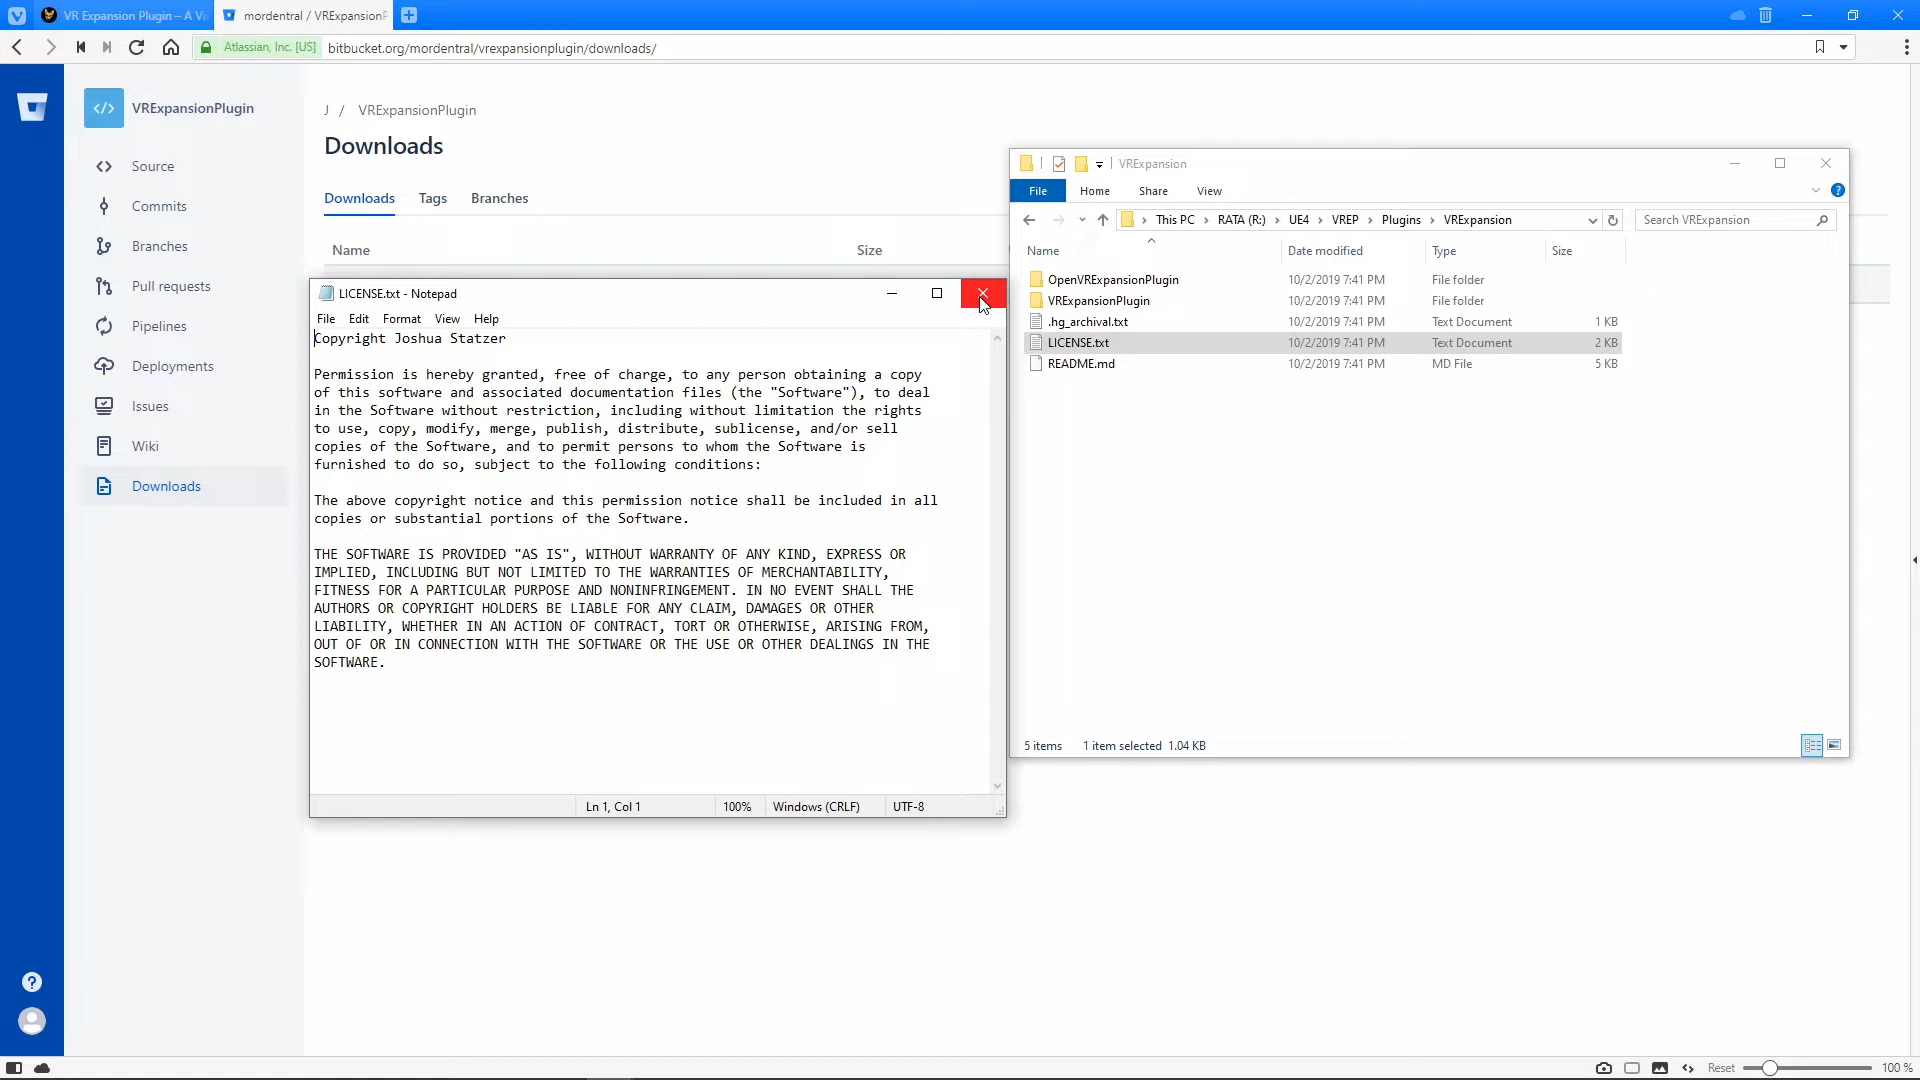 VR Expansion Plugin – A V
mordentral / VRExpansionP
Atlassian, Inc. [US]
bitbucket.org/mordentral/vrexpansionplugin/downloads/
VRExpansionPlugin
Source
Commits
Branches
Pull requests
Pipelines
Deployments
Issues
Wiki
Downloads
J / VRExpansionPlugin
Downloads
Downloads Tags Branches
Name Size
LICENSE.txt - Notepad
File Edit Format View Help
Copyright Joshua Statzer
Permission is hereby granted, free of charge, to any person obtaining a copy
of this software and associated documentation files (the "Software"), to deal
in the Software without restriction, including without limitation the rights
to use, copy, modify, merge, publish, distribute, sublicense, and/or sell
copies of the Software, and to permit persons to whom the Software is
furnished to do so, subject to the following conditions:
The above copyright notice and this permission notice shall be included in all
copies or substantial portions of the Software.
THE SOFTWARE IS PROVIDED "AS IS", WITHOUT WARRANTY OF ANY KIND, EXPRESS OR
IMPLIED, INCLUDING BUT NOT LIMITED TO THE WARRANTIES OF MERCHANTABILITY,
FITNESS FOR A PARTICULAR PURPOSE AND NONINFRINGEMENT. IN NO EVENT SHALL THE
AUTHORS OR COPYRIGHT HOLDERS BE LIABLE FOR ANY CLAIM, DAMAGES OR OTHER
LIABILITY, WHETHER IN AN ACTION OF CONTRACT, TORT OR OTHERWISE, ARISING FROM,
OUT OF OR IN CONNECTION WITH THE SOFTWARE OR THE USE OR OTHER DEALINGS IN THE
SOFTWARE.
Ln 1, Col 1 100% Windows (CRLF) UTF-8
VRExpansion
File Home Share View
This PC > RATA (R:) > UE4 > VREP > Plugins > VRExpansion
Search VRExpansion
Name Date modified Type Size
OpenVRExpansionPlugin 10/2/2019 7:41 PM File folder
VRExpansionPlugin 10/2/2019 7:41 PM File folder
.hg_archival.txt 10/2/2019 7:41 PM Text Document 1 KB
LICENSE.txt 10/2/2019 7:41 PM Text Document 2 KB
README.md 10/2/2019 7:41 PM MD File 5 KB
5 items 1 item selected 1.04 KB
Reset 100 %